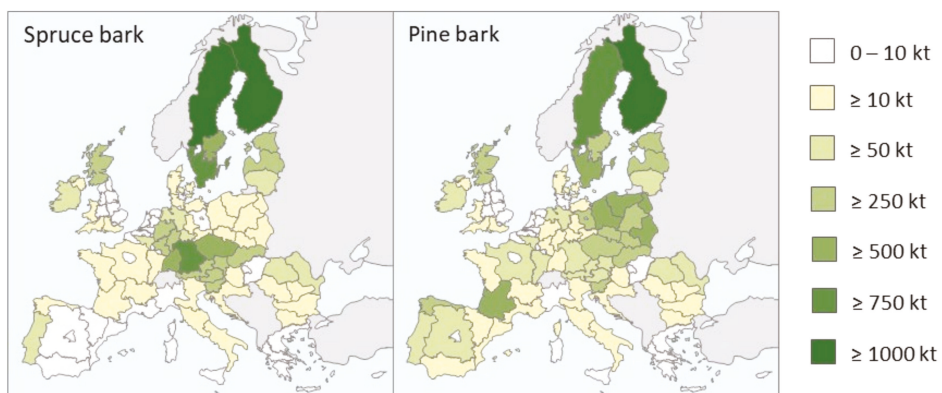 Spruce bark
Pine bark
0 – 10 kt
≥ 10 kt
≥ 50 kt
≥ 250 kt
≥ 500 kt
≥ 750 kt
≥ 1000 kt